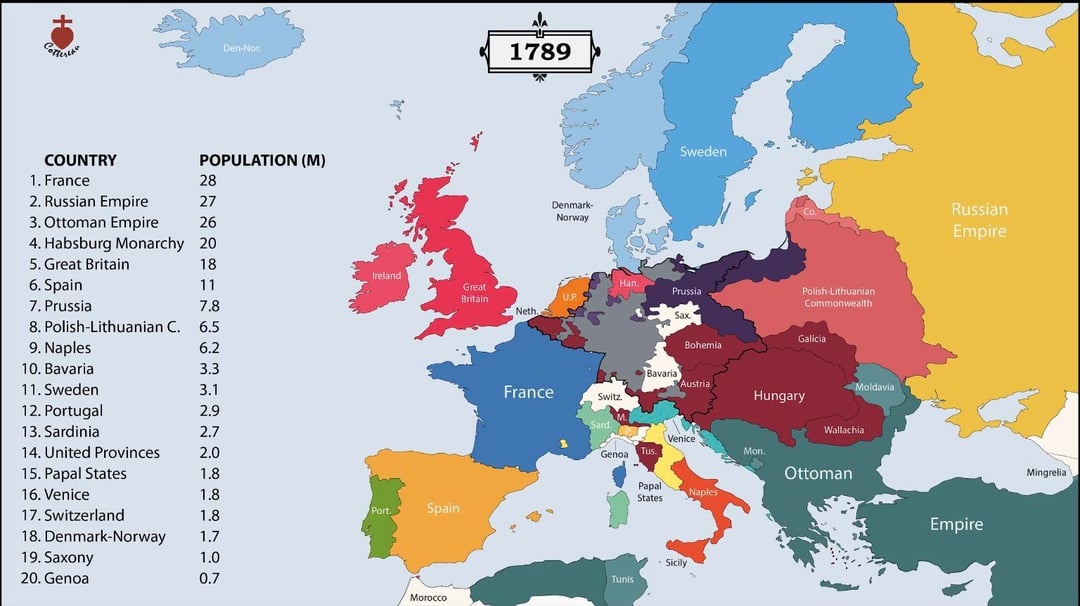 Cottereau
1789
Den-Nor.
COUNTRY POPULATION (M)
1. France 28
2. Russian Empire 27
3. Ottoman Empire 26
4. Habsburg Monarchy 20
5. Great Britain 18
6. Spain 11
7. Prussia 7.8
8. Polish-Lithuanian C. 6.5
9. Naples 6.2
10. Bavaria 3.3
11. Sweden 3.1
12. Portugal 2.9
13. Sardinia 2.7
14. United Provinces 2.0
15. Papal States 1.8
16. Venice 1.8
17. Switzerland 1.8
18. Denmark-Norway 1.7
19. Saxony 1.0
20. Genoa 0.7
Sweden
Denmark-
Norway
Russian
Empire
Co.
Ireland
Great
Britain
Neth.
U.P.
Han.
Prussia
Polish-Lithuanian
Commonwealth
Sax.
Bohemia
Galicia
France
Bavaria
Austria
Hungary
Moldavia
Switz.
Wallachia
Sard.
M.
P.
Venice
Genoa
Tus.
Mon.
Ottoman
Empire
Mingrelia
Papal
States
Naples
Port.
Spain
Sicily
Tunis
Morocco